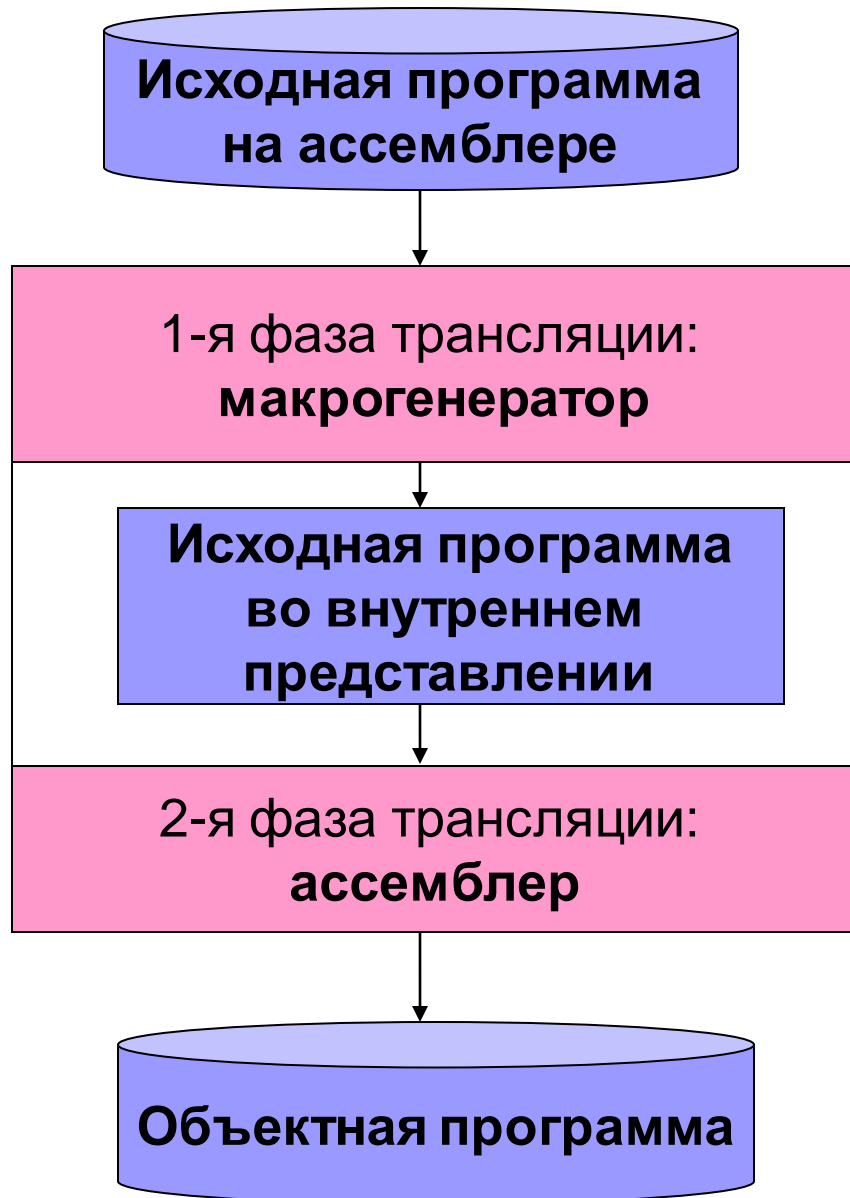 Исходная программа
на ассемблере
1-я фаза трансляции:
макрогенератор
Исходная программа
во внутреннем
представлении
2-я фаза трансляции:
ассемблер
Объектная программа